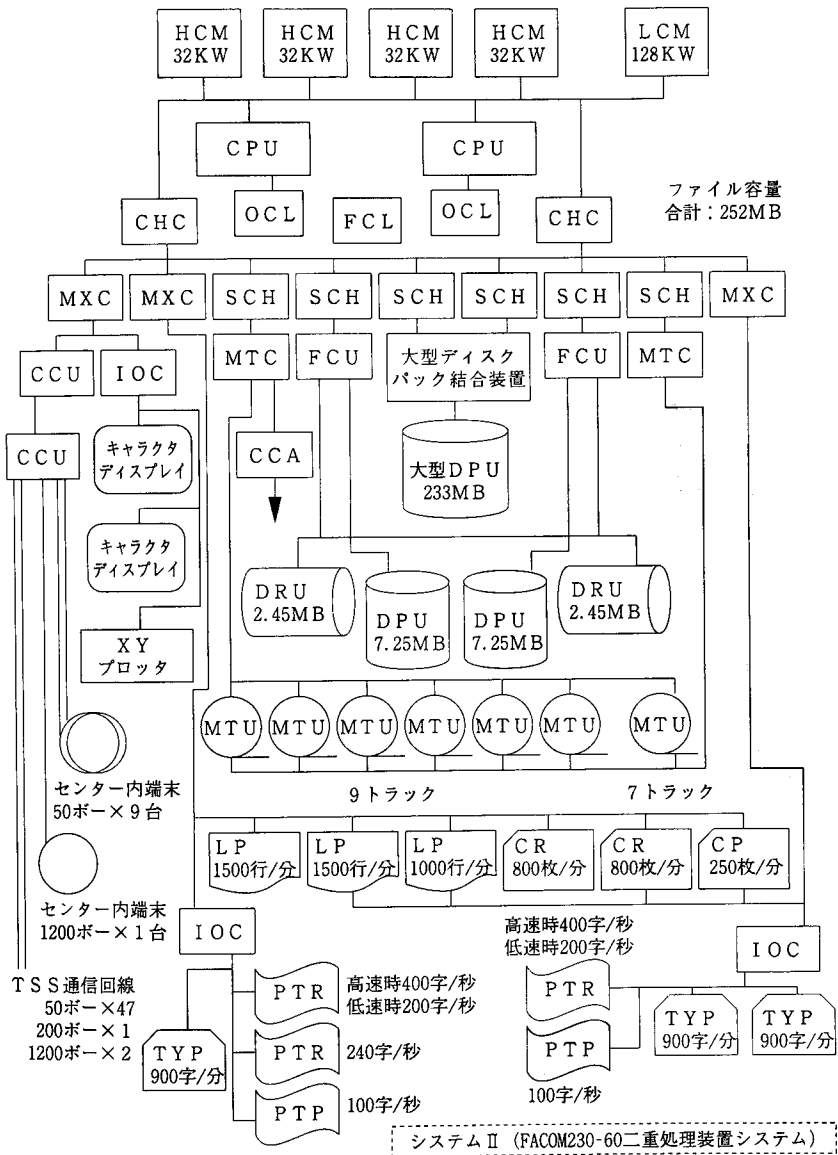 HCM
32KW
HCM
32KW
HCM
32KW
HCM
32KW
LCM
128KW
CPU
CPU
ファイル容量
合計：252MB
CHC
OCL
FCL
OCL
CHC
MXC
MXC
SCH
SCH
SCH
SCH
SCH
SCH
MXC
CCU
IOC
MTC
FCU
大型ディスク
パック結合装置
FCU
MTC
CCU
キャラクタ
ディスプレイ
CCA
大型DPU
233MB
キャラクタ
ディスプレイ
DRU
2.45MB
DPU
7.25MB
DPU
7.25MB
DRU
2.45MB
XY
プロッタ
MTU
MTU
MTU
MTU
MTU
MTU
MTU
センター内端末
50ボー×9台
9トラック
7トラック
LP
1500行/分
LP
1500行/分
LP
1000行/分
CR
800枚/分
CR
800枚/分
CP
250枚/分
センター内端末
1200ボー×1台
IOC
高速時400字/秒
低速時200字/秒
IOC
TSS通信回線
50ボー×47
200ボー×1
1200ボー×2
PTR
高速時400字/秒
低速時200字/秒
PTR
TYP
900字/分
TYP
900字/分
TYP
900字/分
PTR
240字/秒
PTP
100字/秒
PTP
100字/秒
システムⅡ（FACOM230-60二重処理装置システム）